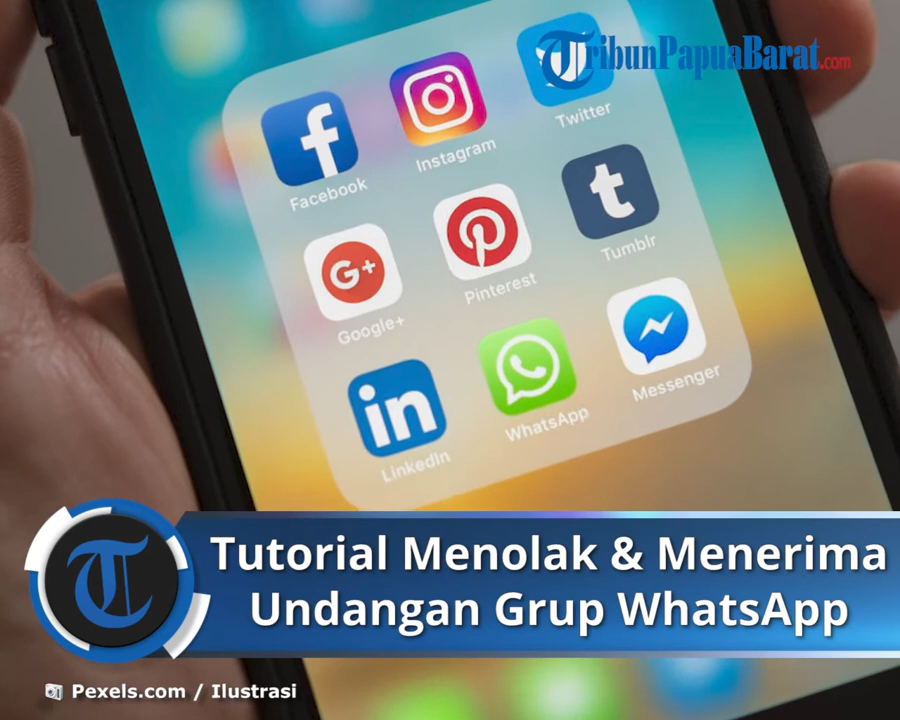 TribunPapuaBarat.com
Facebook
Instagram
Twitter
G+
Google+
Pinterest
Tumblr
in
LinkedIn
WhatsApp
Messenger
Tutorial Menolak & Menerima
Undangan Grup WhatsApp
Pexels.com / Ilustrasi